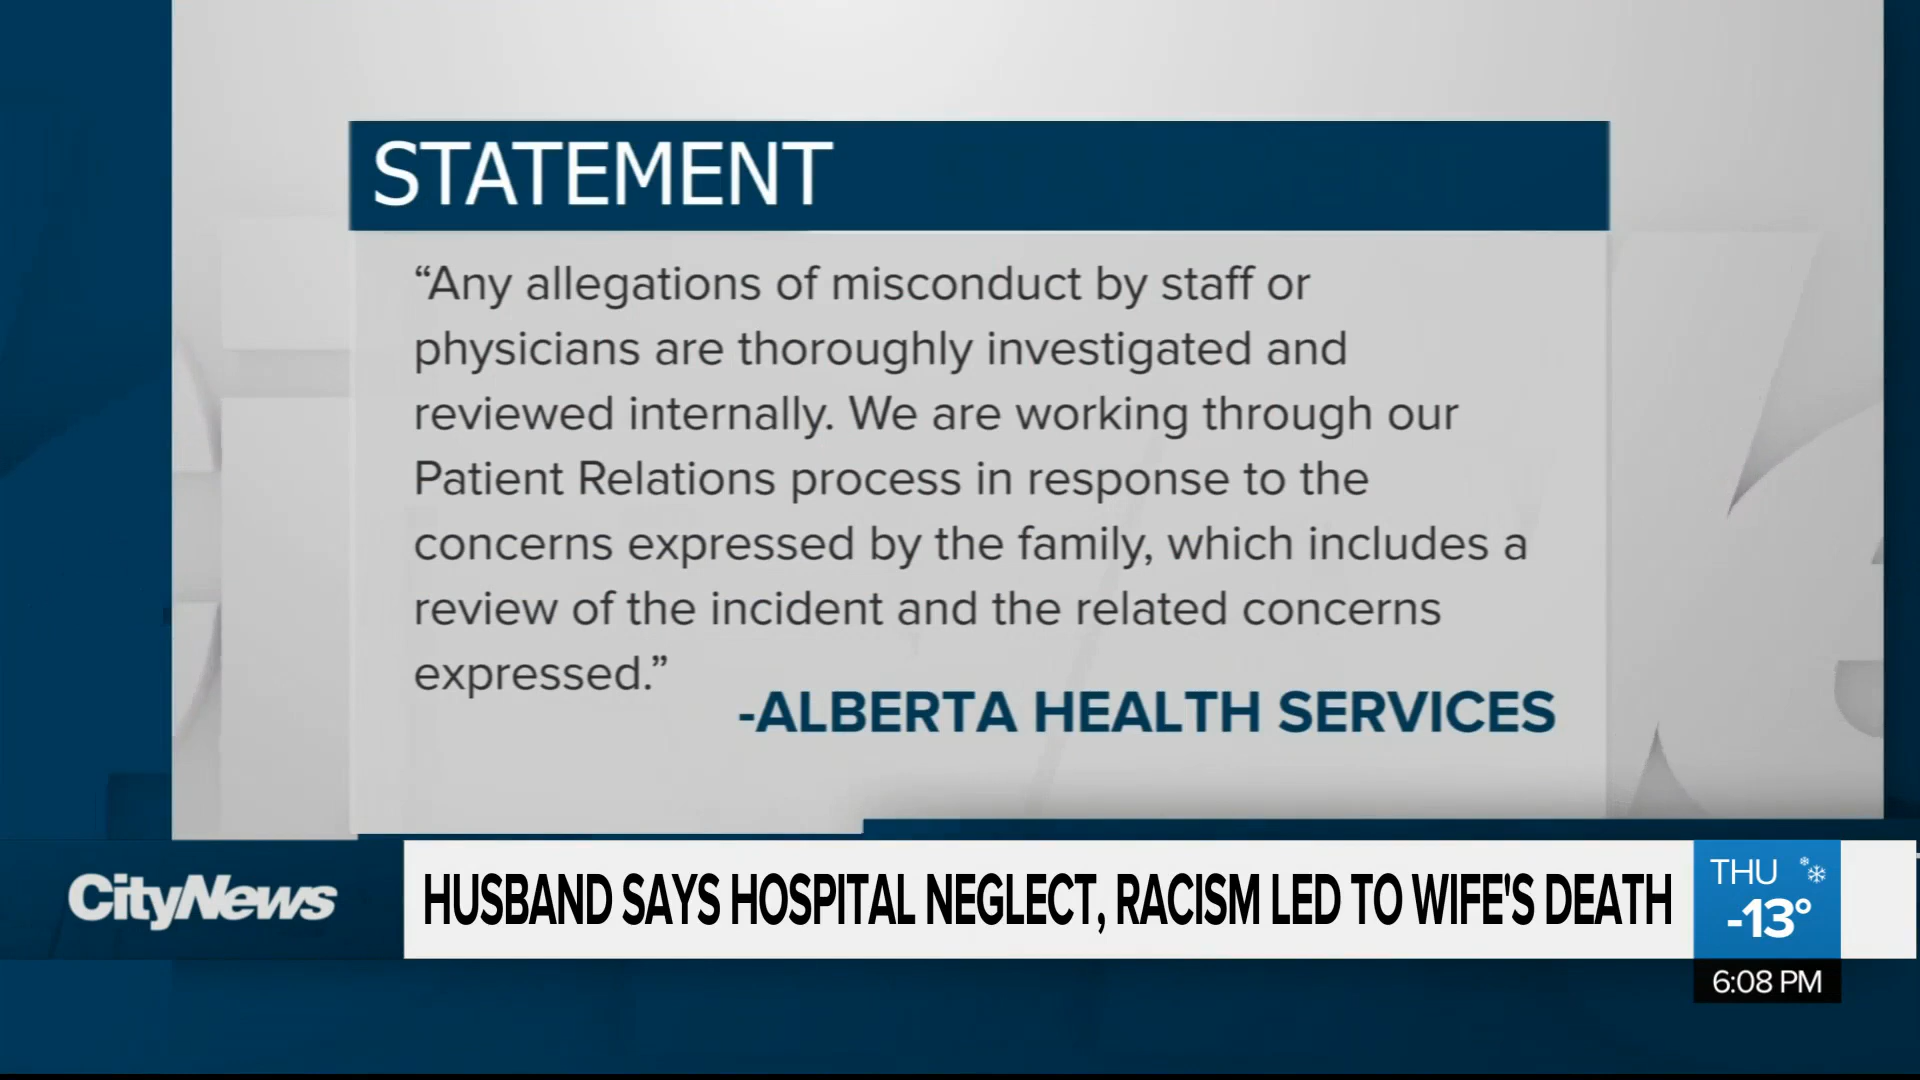 STATEMENT
“Any allegations of misconduct by staff or
physicians are thoroughly investigated and
reviewed internally. We are working through our
Patient Relations process in response to the
concerns expressed by the family, which includes a
review of the incident and the related concerns
expressed.”
-ALBERTA HEALTH SERVICES
CityNews
HUSBAND SAYS HOSPITAL NEGLECT, RACISM LED TO WIFE'S DEATH
THU
-13°
6:08 PM